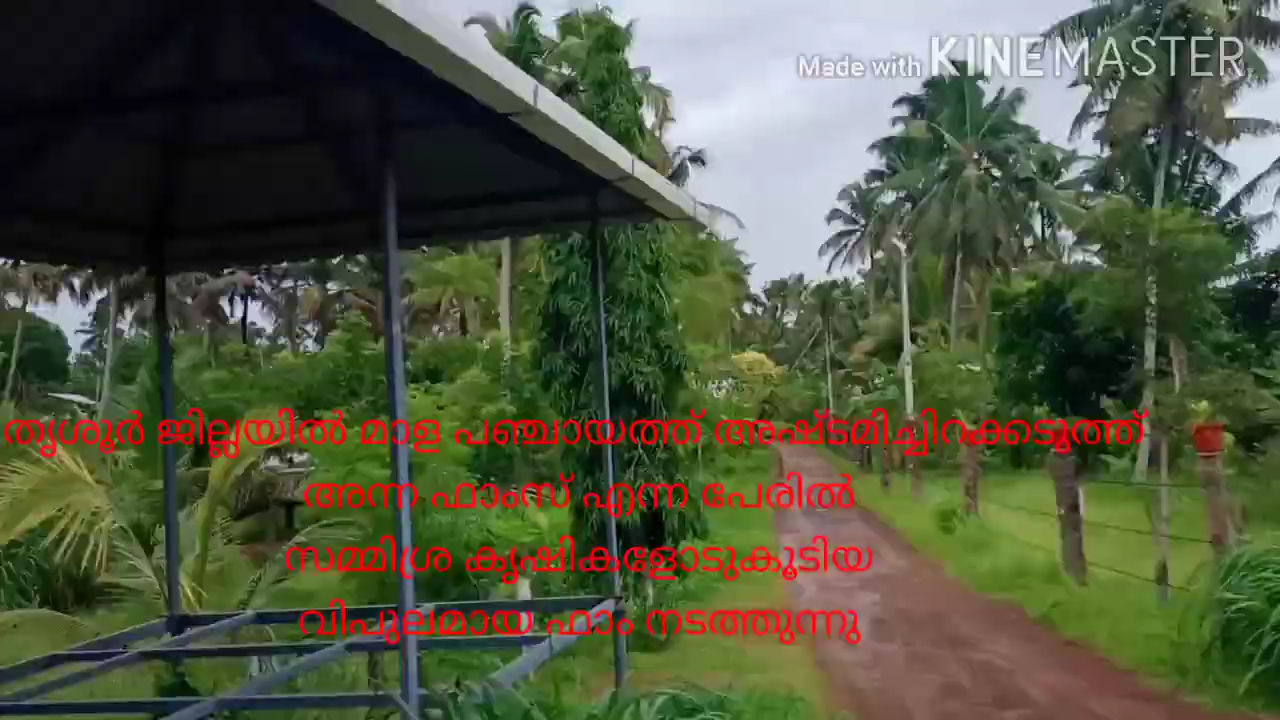 Made with KINEMASTER
തൃശൂർ ജില്ലയിൽ മാള പഞ്ചായത്ത് അഷ്ടമിച്ചിറക്കടുത്ത്
അന്ന ഫാംസ് എന്ന പേരിൽ
സമ്മിശ്ര കൃഷികളോടുകൂടിയ
വിപുലമായ ഫാം നടത്തുന്നു